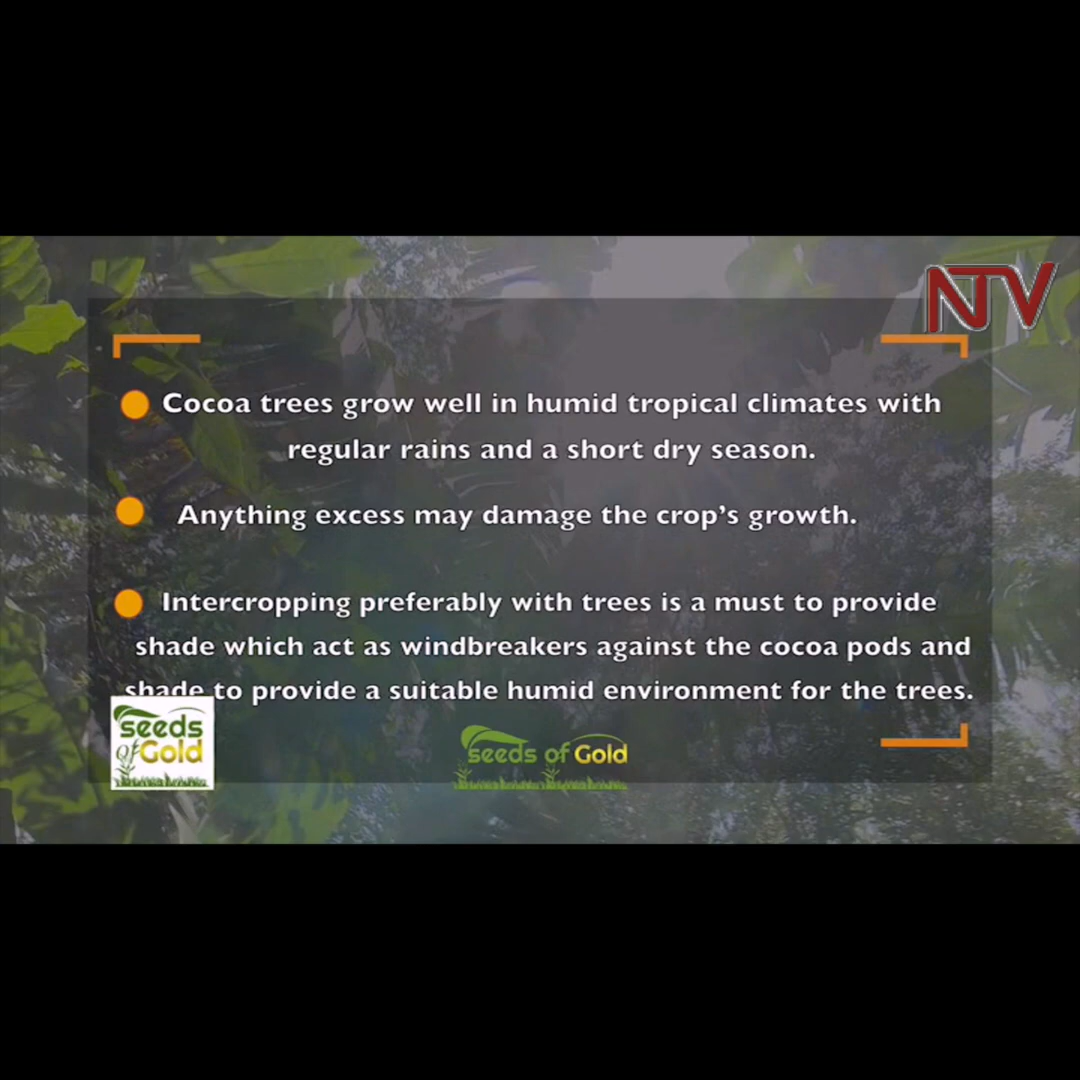 NTV
Cocoa trees grow well in humid tropical climates with
regular rains and a short dry season.
Anything excess may damage the crop's growth.
Intercropping preferably with trees is a must to provide
shade which act as windbreakers against the cocoa pods and
shade to provide a suitable humid environment for the trees.
seeds
of Gold
seeds of Gold